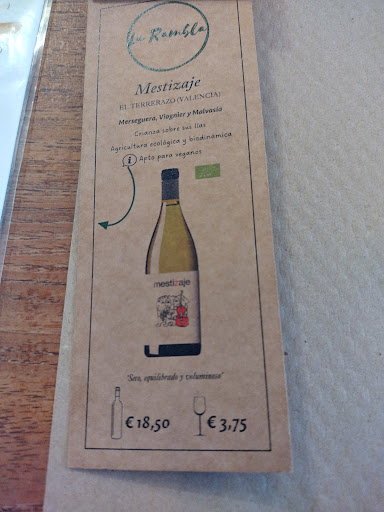 La Rambla
Mestizaje
EL TERRERAZO (VALENCIA)
Merseguera, Viognier y Malvasía
Crianza sobre sus lías
Agricultura ecológica y biodinámica
i Apto para veganos
mestizaje
"Seco, equilibrado y voluminoso"
€ 18,50
€ 3,75